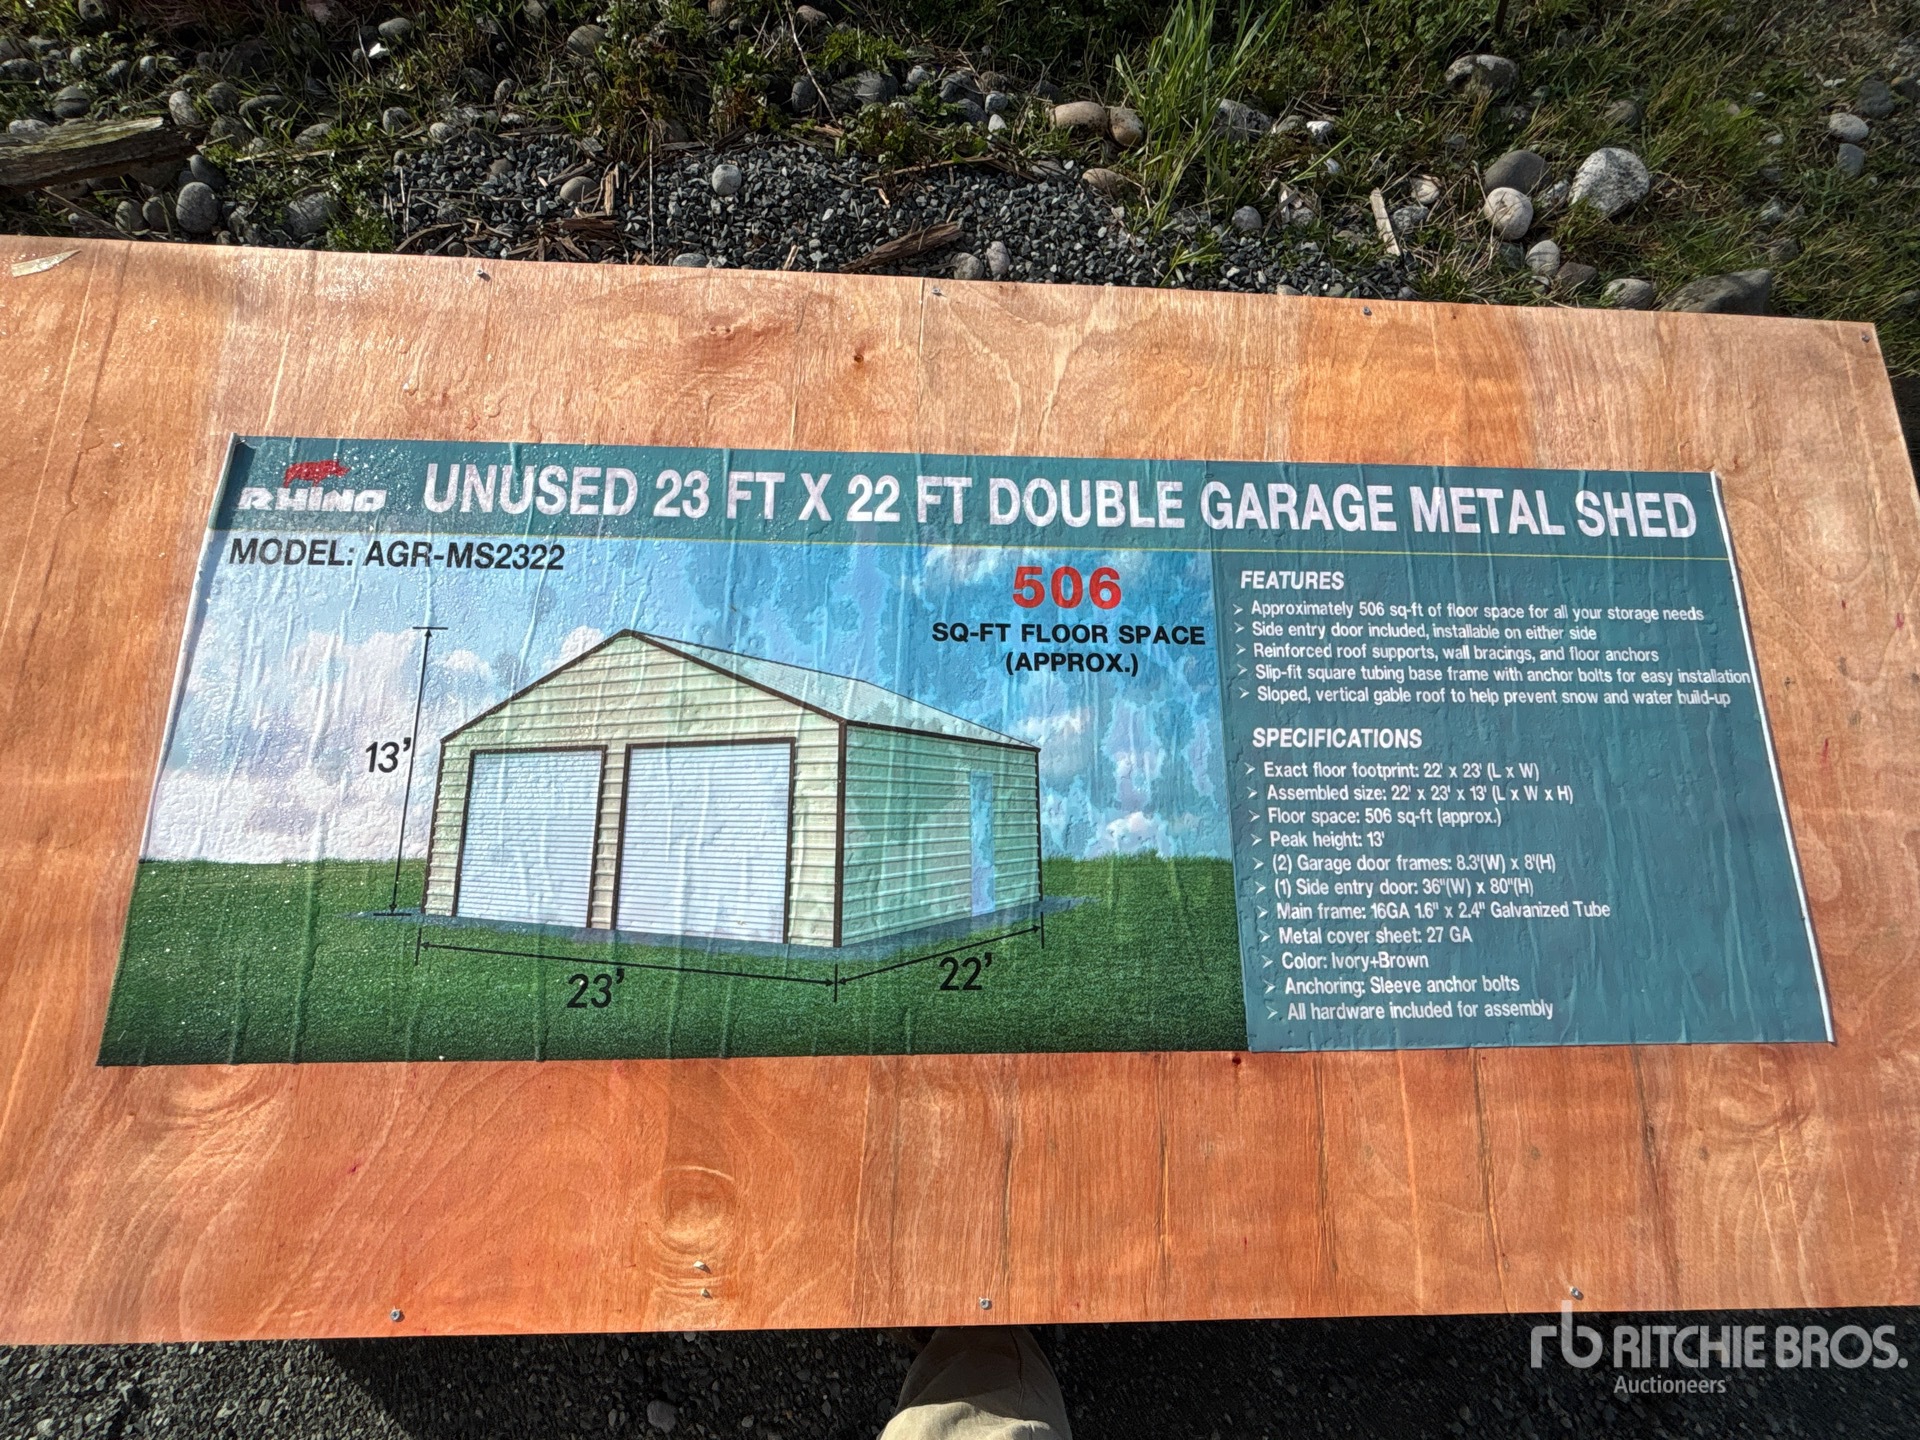 RHINO
UNUSED 23 FT X 22 FT DOUBLE GARAGE METAL SHED
MODEL: AGR-MS2322
506
SQ-FT FLOOR SPACE
(APPROX.)
13'
23'
22'
FEATURES
➢ Approximately 506 sq-ft of floor space for all your storage needs
➢ Side entry door included, installable on either side
➢ Reinforced roof supports, wall bracings, and floor anchors
➢ Slip-fit square tubing base frame with anchor bolts for easy installation
➢ Sloped, vertical gable roof to help prevent snow and water build-up
SPECIFICATIONS
➢ Exact floor footprint: 22' x 23' (L x W)
➢ Assembled size: 22' x 23' x 13' (L x W x H)
➢ Floor space: 506 sq-ft (approx.)
➢ Peak height: 13'
➢ (2) Garage door frames: 8.3'(W) x 8'(H)
➢ (1) Side entry door: 36"(W) x 80"(H)
➢ Main frame: 16GA 1.6" x 2.4" Galvanized Tube
➢ Metal cover sheet: 27 GA
➢ Color: Ivory+Brown
➢ Anchoring: Sleeve anchor bolts
➢ All hardware included for assembly
rb RITCHIE BROS.
Auctioneers